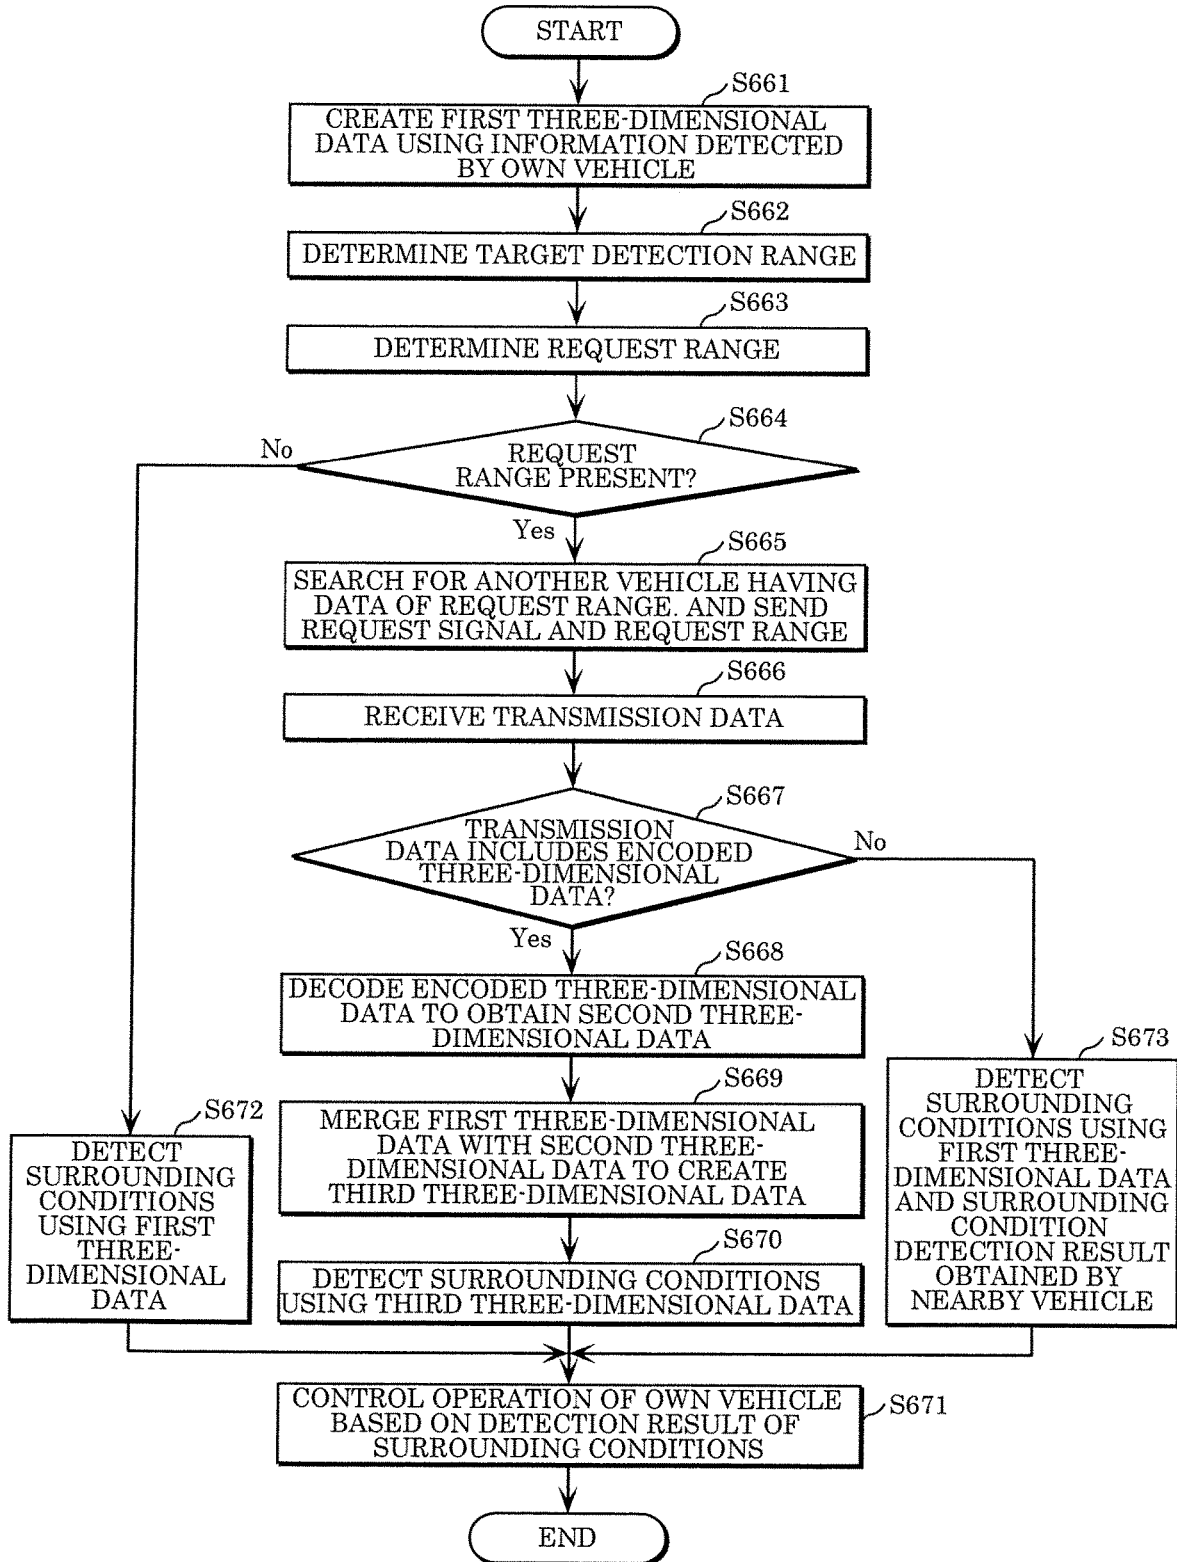 START
S661
CREATE FIRST THREE-DIMENSIONAL
DATA USING INFORMATION DETECTED
BY OWN VEHICLE
S662
DETERMINE TARGET DETECTION RANGE
S663
DETERMINE REQUEST RANGE
S664
No
REQUEST
RANGE PRESENT?
Yes
S665
SEARCH FOR ANOTHER VEHICLE HAVING
DATA OF REQUEST RANGE. AND SEND
REQUEST SIGNAL AND REQUEST RANGE
S666
RECEIVE TRANSMISSION DATA
S667
TRANSMISSION
DATA INCLUDES ENCODED
THREE-DIMENSIONAL
DATA?
No
Yes
S668
DECODE ENCODED THREE-DIMENSIONAL
DATA TO OBTAIN SECOND THREE-
DIMENSIONAL DATA
S669
MERGE FIRST THREE-DIMENSIONAL
DATA WITH SECOND THREE-
DIMENSIONAL DATA TO CREATE
THIRD THREE-DIMENSIONAL DATA
S670
DETECT SURROUNDING CONDITIONS
USING THIRD THREE-DIMENSIONAL DATA
S672
DETECT
SURROUNDING
CONDITIONS
USING FIRST
THREE-
DIMENSIONAL
DATA
S673
DETECT
SURROUNDING
CONDITIONS USING
FIRST THREE-
DIMENSIONAL DATA
AND SURROUNDING
CONDITION
DETECTION RESULT
OBTAINED BY
NEARBY VEHICLE
CONTROL OPERATION OF OWN VEHICLE
BASED ON DETECTION RESULT OF
SURROUNDING CONDITIONS
S671
END